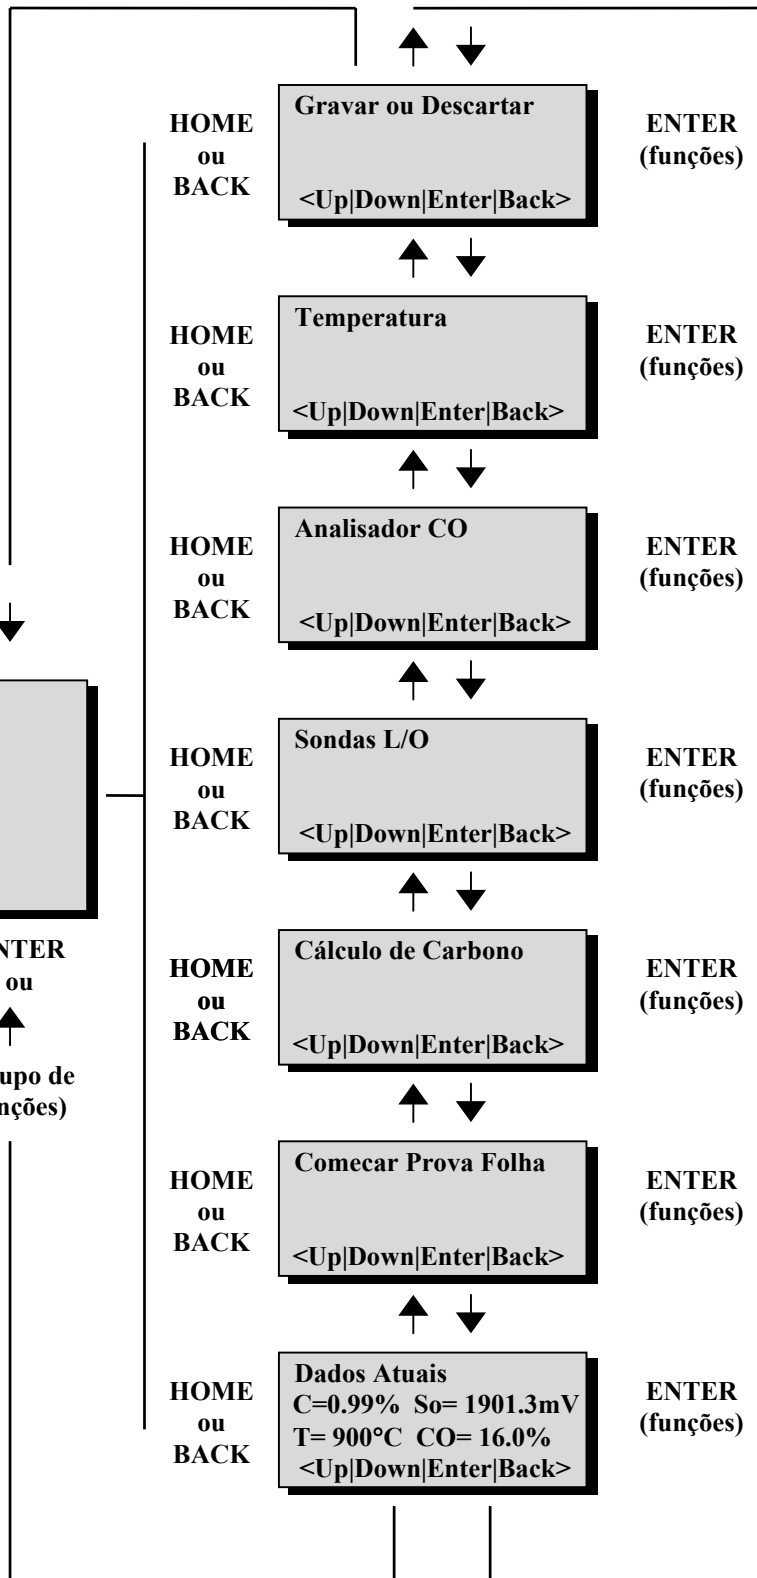 HOME
ou
BACK
Gravar ou Descartar
<Up|Down|Enter|Back>
ENTER
(funções)
HOME
ou
BACK
Temperatura
<Up|Down|Enter|Back>
ENTER
(funções)
HOME
ou
BACK
Analisador CO
<Up|Down|Enter|Back>
ENTER
(funções)
HOME
ou
BACK
Sondas L/O
<Up|Down|Enter|Back>
ENTER
(funções)
NTER
ou
upo de
nções)
HOME
ou
BACK
Cálculo de Carbono
<Up|Down|Enter|Back>
ENTER
(funções)
HOME
ou
BACK
Comecar Prova Folha
<Up|Down|Enter|Back>
ENTER
(funções)
HOME
ou
BACK
Dados Atuais
C=0.99% So= 1901.3mV
T= 900°C CO= 16.0%
<Up|Down|Enter|Back>
ENTER
(funções)